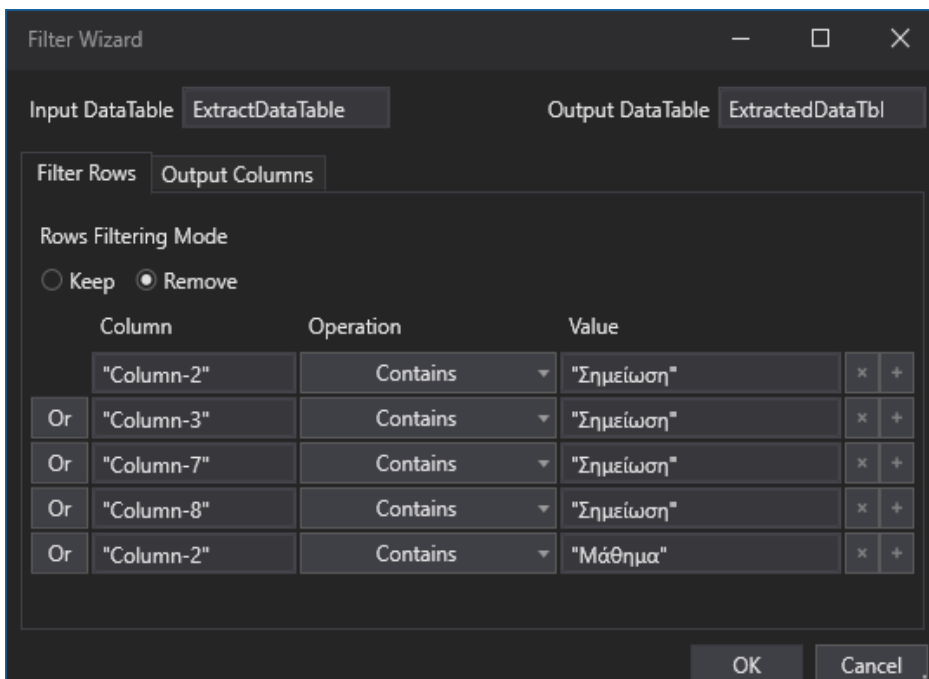 Filter Wizard
Input DataTable ExtractDataTable Output DataTable ExtractedDataTbl
Filter Rows Output Columns
Rows Filtering Mode
Keep Remove
Column Operation Value
"Column-2" Contains "Σημείωση"
Or "Column-3" Contains "Σημείωση"
Or "Column-7" Contains "Σημείωση"
Or "Column-8" Contains "Σημείωση"
Or "Column-2" Contains "Μάθημα"
OK Cancel